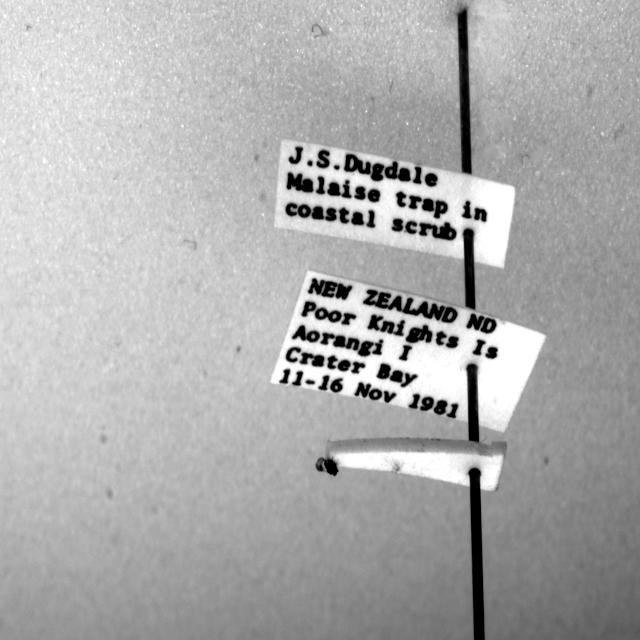 J.S.Dugdale
Malaise trap in
coastal scrub
NEW ZEALAND ND
Poor Knights Is
Aorangi I
Crater Bay
11-16 Nov 1981